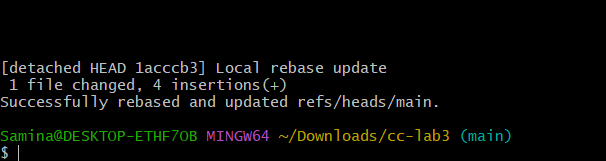 [detached HEAD 1acccb3] Local rebase update
 1 file changed, 4 insertions(+)
Successfully rebased and updated refs/heads/main.
Samina@DESKTOP-ETHF7OB MINGW64 ~/Downloads/cc-lab3 (main)
$